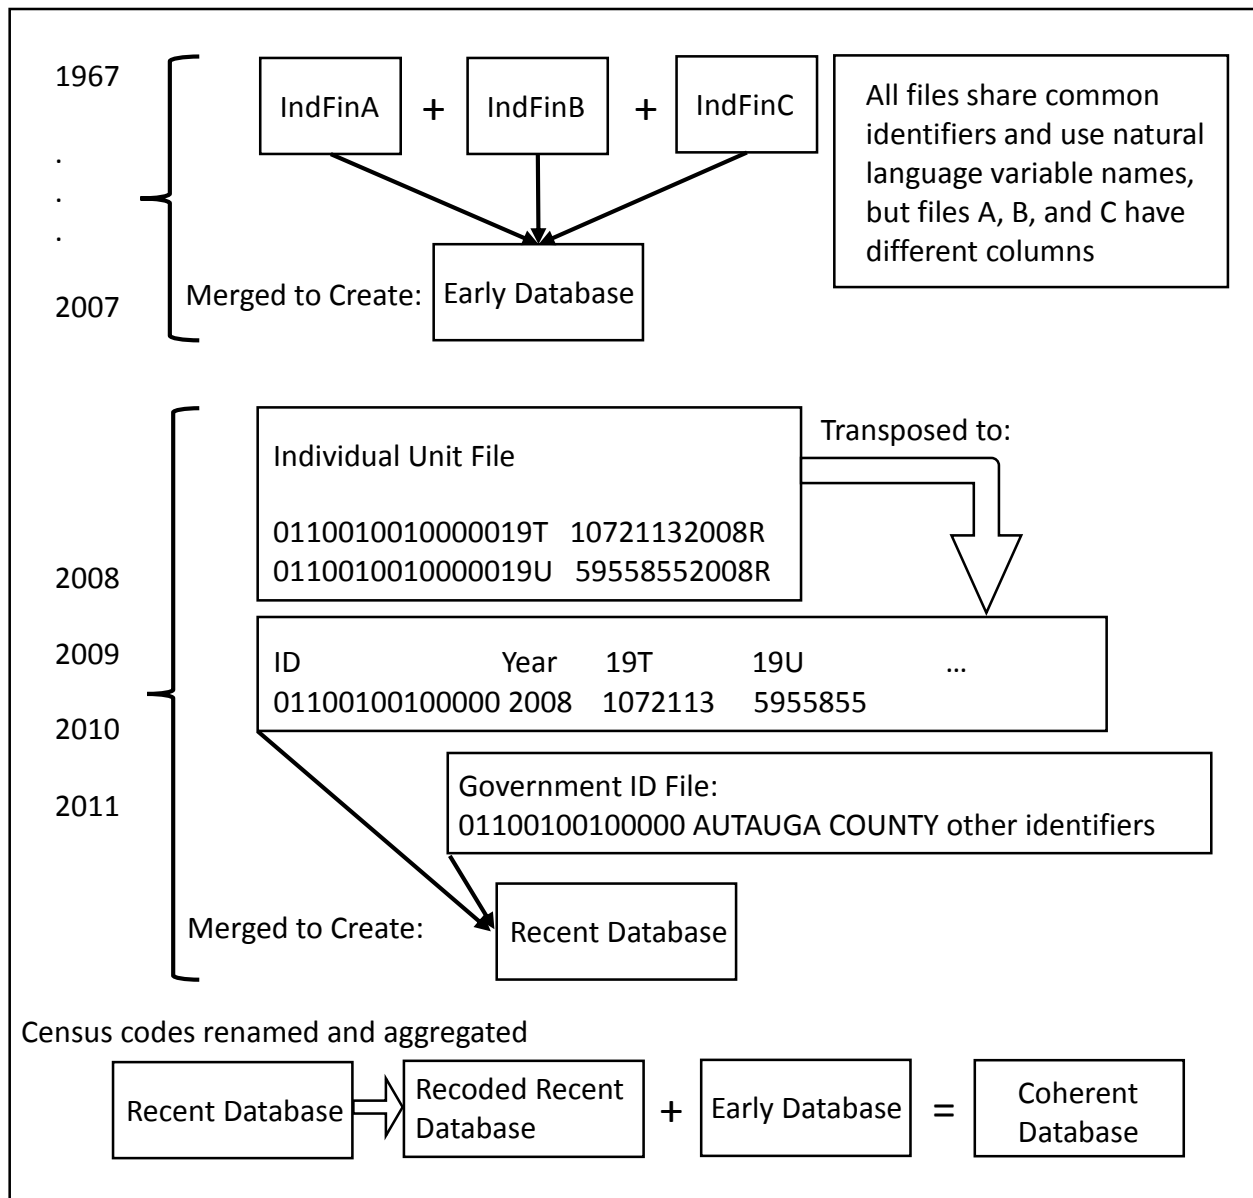 1967
.
.
.
2007
IndFinA + IndFinB + IndFinC
All files share common
identifiers and use natural
language variable names,
but files A, B, and C have
different columns
Merged to Create: Early Database
2008
2009
2010
2011
Individual Unit File
0110010010000019T 10721132008R
0110010010000019U 59558552008R
Transposed to:
ID Year 19T 19U ...
01100100100000 2008 1072113 5955855
Government ID File:
01100100100000 AUTAUGA COUNTY other identifiers
Merged to Create: Recent Database
Census codes renamed and aggregated
Recent Database
Recoded Recent
Database
+
Early Database
=
Coherent
Database